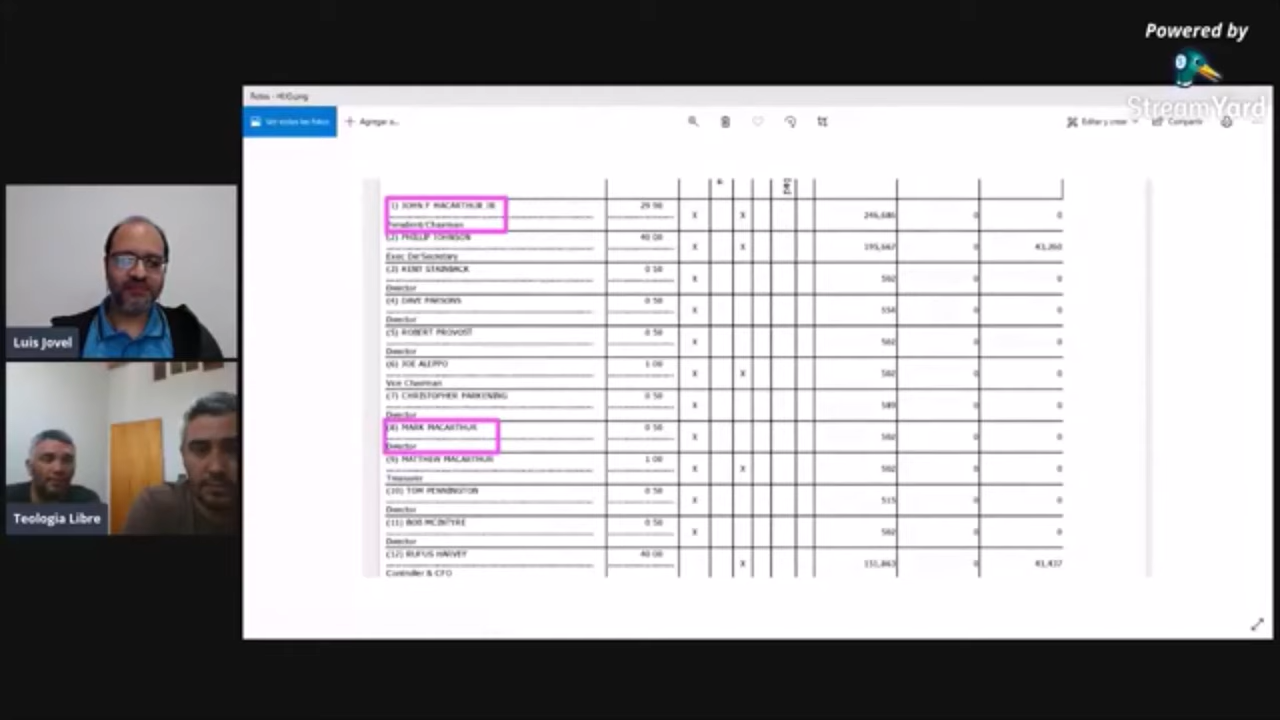 Powered by
StreamYard
Fotos - H03.png
Ver todas las fotos
Agregar a...
Editar y crear
Compartir
(1) JOHN F MACARTHUR JR 29 00 X X 246,686 0 0
President/Chairman
(2) PHILLIP JOHNSON 40 00 X X 195,667 0 43,260
Exec Dir/Secretary
(3) KENT STAINBACK 0 50 X 502 0 0
Director
(4) DAVE PARSONS 0 50 X 554 0 0
Director
(5) ROBERT PROVOST 0 50 X 502 0 0
Director
(6) JOE ALEPPO 1 00 X X 502 0 0
Vice Chairman
(7) CHRISTOPHER PARKENING 0 50 X 589 0 0
Director
(8) MARK MACARTHUR 0 50 X 502 0 0
Director
(9) MATTHEW MACARTHUR 1 00 X X 502 0 0
Treasurer
(10) TOM PENNINGTON 0 50 X 515 0 0
Director
(11) BOB MCINTYRE 0 50 X 502 0 0
Director
(12) RUFUS HARVEY 40 00 X 151,863 0 41,437
Controller & CFO
Luis Jovel
Teologia Libre